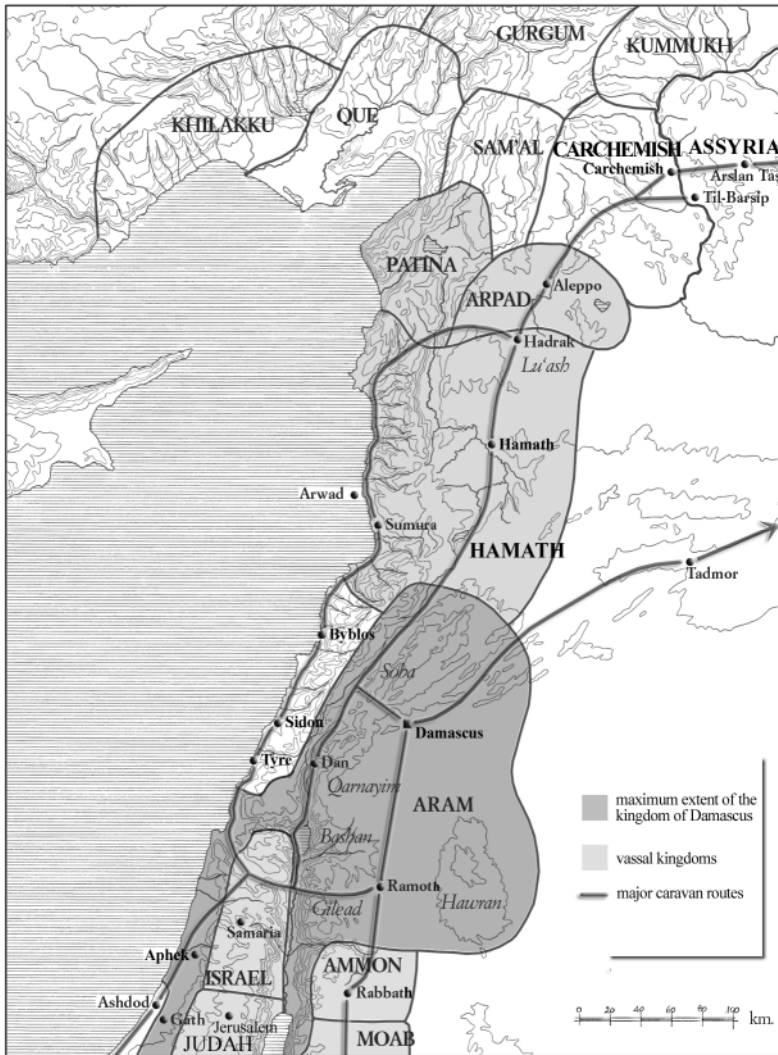 GURGUM
KUMMUKH
QUE
KHILAKKU
SAM'AL
CARCHEMISH
ASSYRIA
Carchemish
Arslan Taş
Til-Barsip
PATINA
ARPAD
Aleppo
Hadrak
Lu'ash
Hamath
Arwad
Sumura
HAMATH
Tadmor
Byblos
Soba
Sidon
Damascus
Tyre
Dan
Qarnayim
ARAM
maximum extent of the
kingdom of Damascus
Bashan
vassal kingdoms
Ramoth
major caravan routes
Gilead
Hawran
Samaria
Aphek
ISRAEL
AMMON
Rabbath
Ashdod
Gath
Jerusalem
JUDAH
MOAB
0 20 40 60 80 100
km.